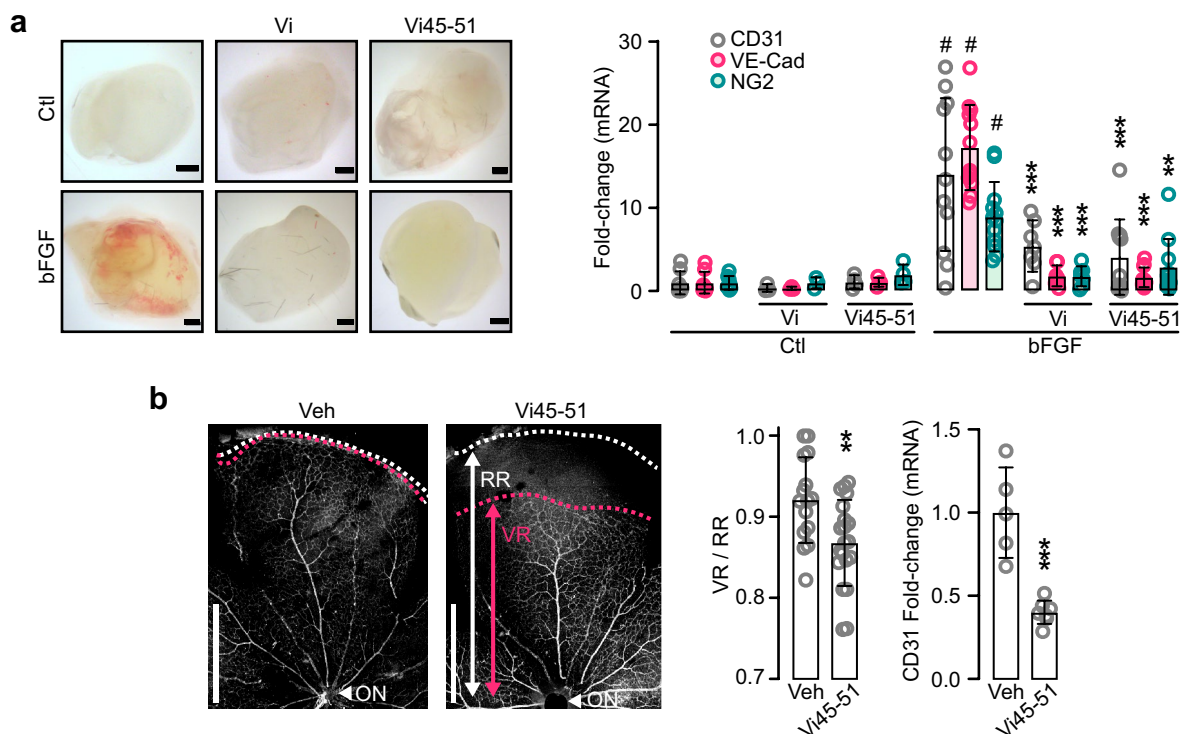 a
Vi
Vi45-51
Ctl
bFGF
Fold-change (mRNA)
30
20
10
0
CD31
VE-Cad
NG2
# # #
*** *** *** *** *** **
Vi
Vi45-51
Vi
Vi45-51
Ctl
bFGF
b
Veh
Vi45-51
RR
VR
ON
ON
VR / RR
1.0
0.9
0.8
0.7
**
Veh
Vi45-51
CD31 Fold-change (mRNA)
1.5
1.0
0.5
0.0
***
Veh
Vi45-51